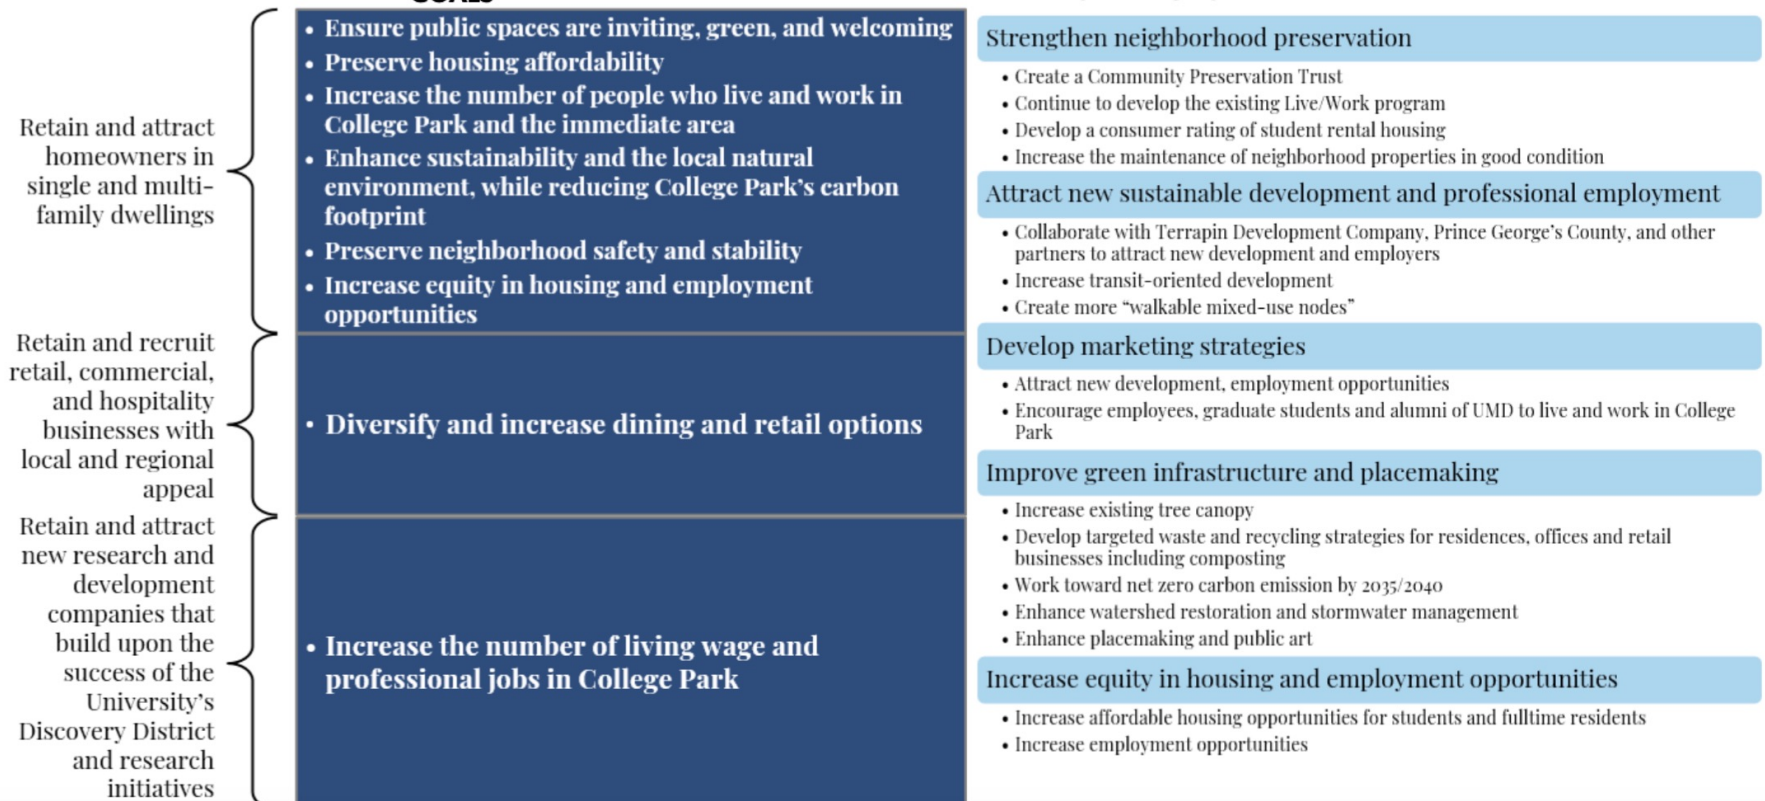 GOALS
Retain and attract
homeowners in
single and multi-
family dwellings
• Ensure public spaces are inviting, green, and welcoming
• Preserve housing affordability
• Increase the number of people who live and work in
College Park and the immediate area
• Enhance sustainability and the local natural
environment, while reducing College Park's carbon
footprint
• Preserve neighborhood safety and stability
• Increase equity in housing and employment
opportunities
Retain and recruit
retail, commercial,
and hospitality
businesses with
local and regional
appeal
• Diversify and increase dining and retail options
Retain and attract
new research and
development
companies that
build upon the
success of the
University's
Discovery District
and research
initiatives
• Increase the number of living wage and
professional jobs in College Park
Strengthen neighborhood preservation
• Create a Community Preservation Trust
• Continue to develop the existing Live/Work program
• Develop a consumer rating of student rental housing
• Increase the maintenance of neighborhood properties in good condition
Attract new sustainable development and professional employment
• Collaborate with Terrapin Development Company, Prince George's County, and other
partners to attract new development and employers
• Increase transit-oriented development
• Create more “walkable mixed-use nodes”
Develop marketing strategies
• Attract new development, employment opportunities
• Encourage employees, graduate students and alumni of UMD to live and work in College
Park
Improve green infrastructure and placemaking
• Increase existing tree canopy
• Develop targeted waste and recycling strategies for residences, offices and retail
businesses including composting
• Work toward net zero carbon emission by 2035/2040
• Enhance watershed restoration and stormwater management
• Enhance placemaking and public art
Increase equity in housing and employment opportunities
• Increase affordable housing opportunities for students and fulltime residents
• Increase employment opportunities